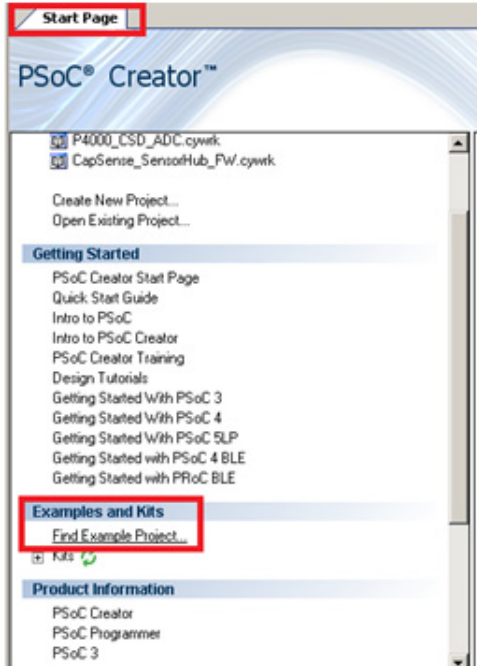 Start Page
PSoC® Creator™
P4000_CSD_ADC.cywrk
CapSense_SensorHub_FW.cywrk
Create New Project...
Open Existing Project...
Getting Started
PSoC Creator Start Page
Quick Start Guide
Intro to PSoC
Intro to PSoC Creator
PSoC Creator Training
Design Tutorials
Getting Started With PSoC 3
Getting Started With PSoC 4
Getting Started With PSoC 5LP
Getting Started with PSoC 4 BLE
Getting Started with PRoC BLE
Examples and Kits
Find Example Project...
Kits
Product Information
PSoC Creator
PSoC Programmer
PSoC 3